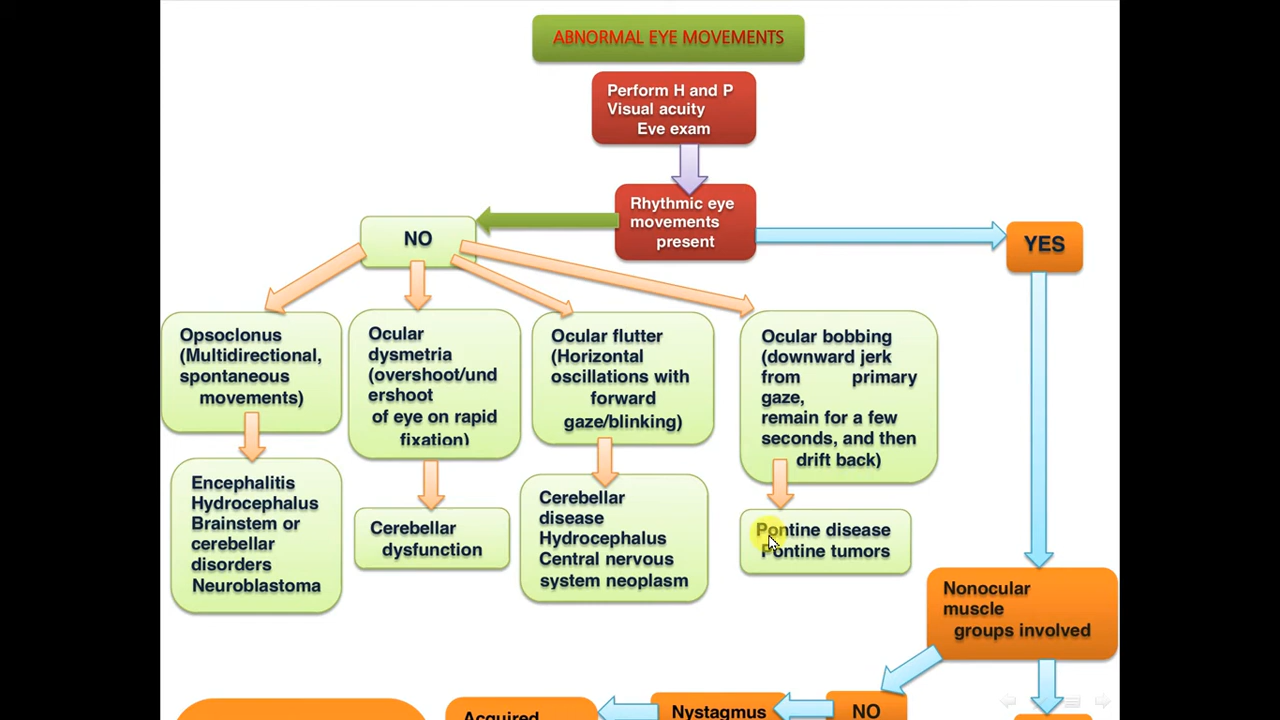 ABNORMAL EYE MOVEMENTS
Perform H and P
Visual acuity
Eve exam
Rhythmic eye
movements
present
NO
YES
Opsoclonus
(Multidirectional,
spontaneous
movements)
Ocular
dysmetria
(overshoot/und
ershoot
of eye on rapid
fixation)
Ocular flutter
(Horizontal
oscillations with
forward
gaze/blinking)
Ocular bobbing
(downward jerk
from primary
gaze,
remain for a few
seconds, and then
drift back)
Encephalitis
Hydrocephalus
Brainstem or
cerebellar
disorders
Neuroblastoma
Cerebellar
dysfunction
Cerebellar
disease
Hydrocephalus
Central nervous
system neoplasm
Pontine disease
Pontine tumors
Nonocular
muscle
groups involved
NO
Nystagmus
Acquired